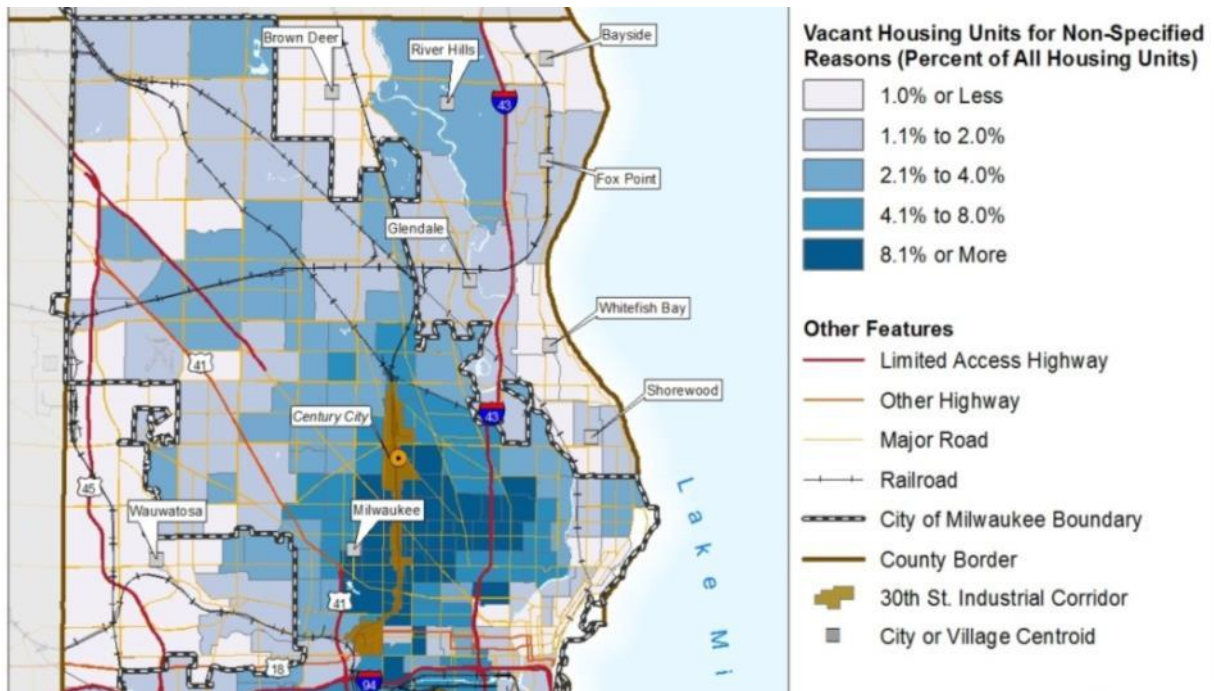 Brown Deer
River Hills
Bayside
43
Fox Point
Glendale
Whitefish Bay
41
Shorewood
Century City
43
45
Wauwatosa
Milwaukee
41
18
94
Lake Mi
Vacant Housing Units for Non-Specified
Reasons (Percent of All Housing Units)
1.0% or Less
1.1% to 2.0%
2.1% to 4.0%
4.1% to 8.0%
8.1% or More
Other Features
Limited Access Highway
Other Highway
Major Road
Railroad
City of Milwaukee Boundary
County Border
30th St. Industrial Corridor
City or Village Centroid